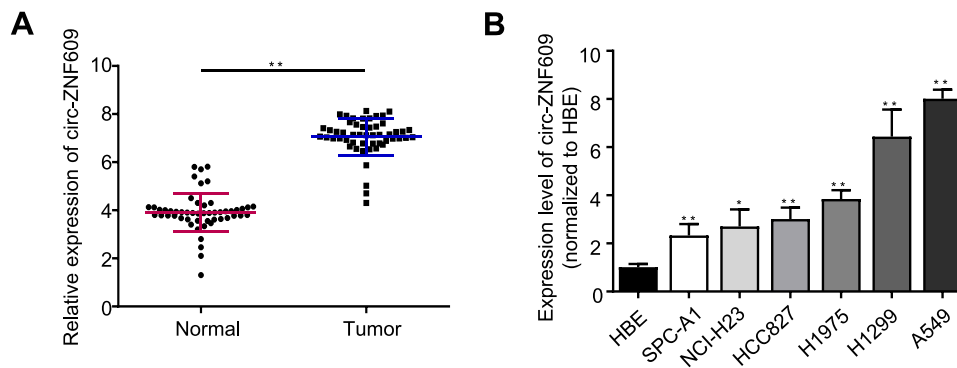 A
Relative expression of circ-ZNF609
10
8
6
4
2
0
**
Normal
Tumor
B
Expression level of circ-ZNF609
(normalized to HBE)
10
8
6
4
2
0
**
*
**
**
**
**
HBE
SPC-A1
NCI-H23
HCC827
H1975
H1299
A549